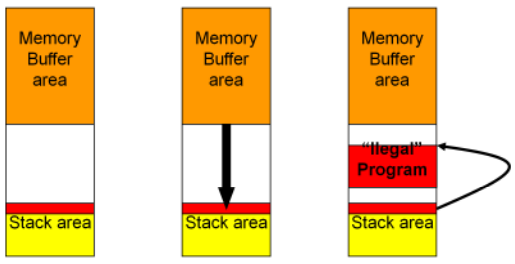 Memory
Buffer
area
Stack area
Memory
Buffer
area
Stack area
Memory
Buffer
area
“Ilegal”
Program
Stack area